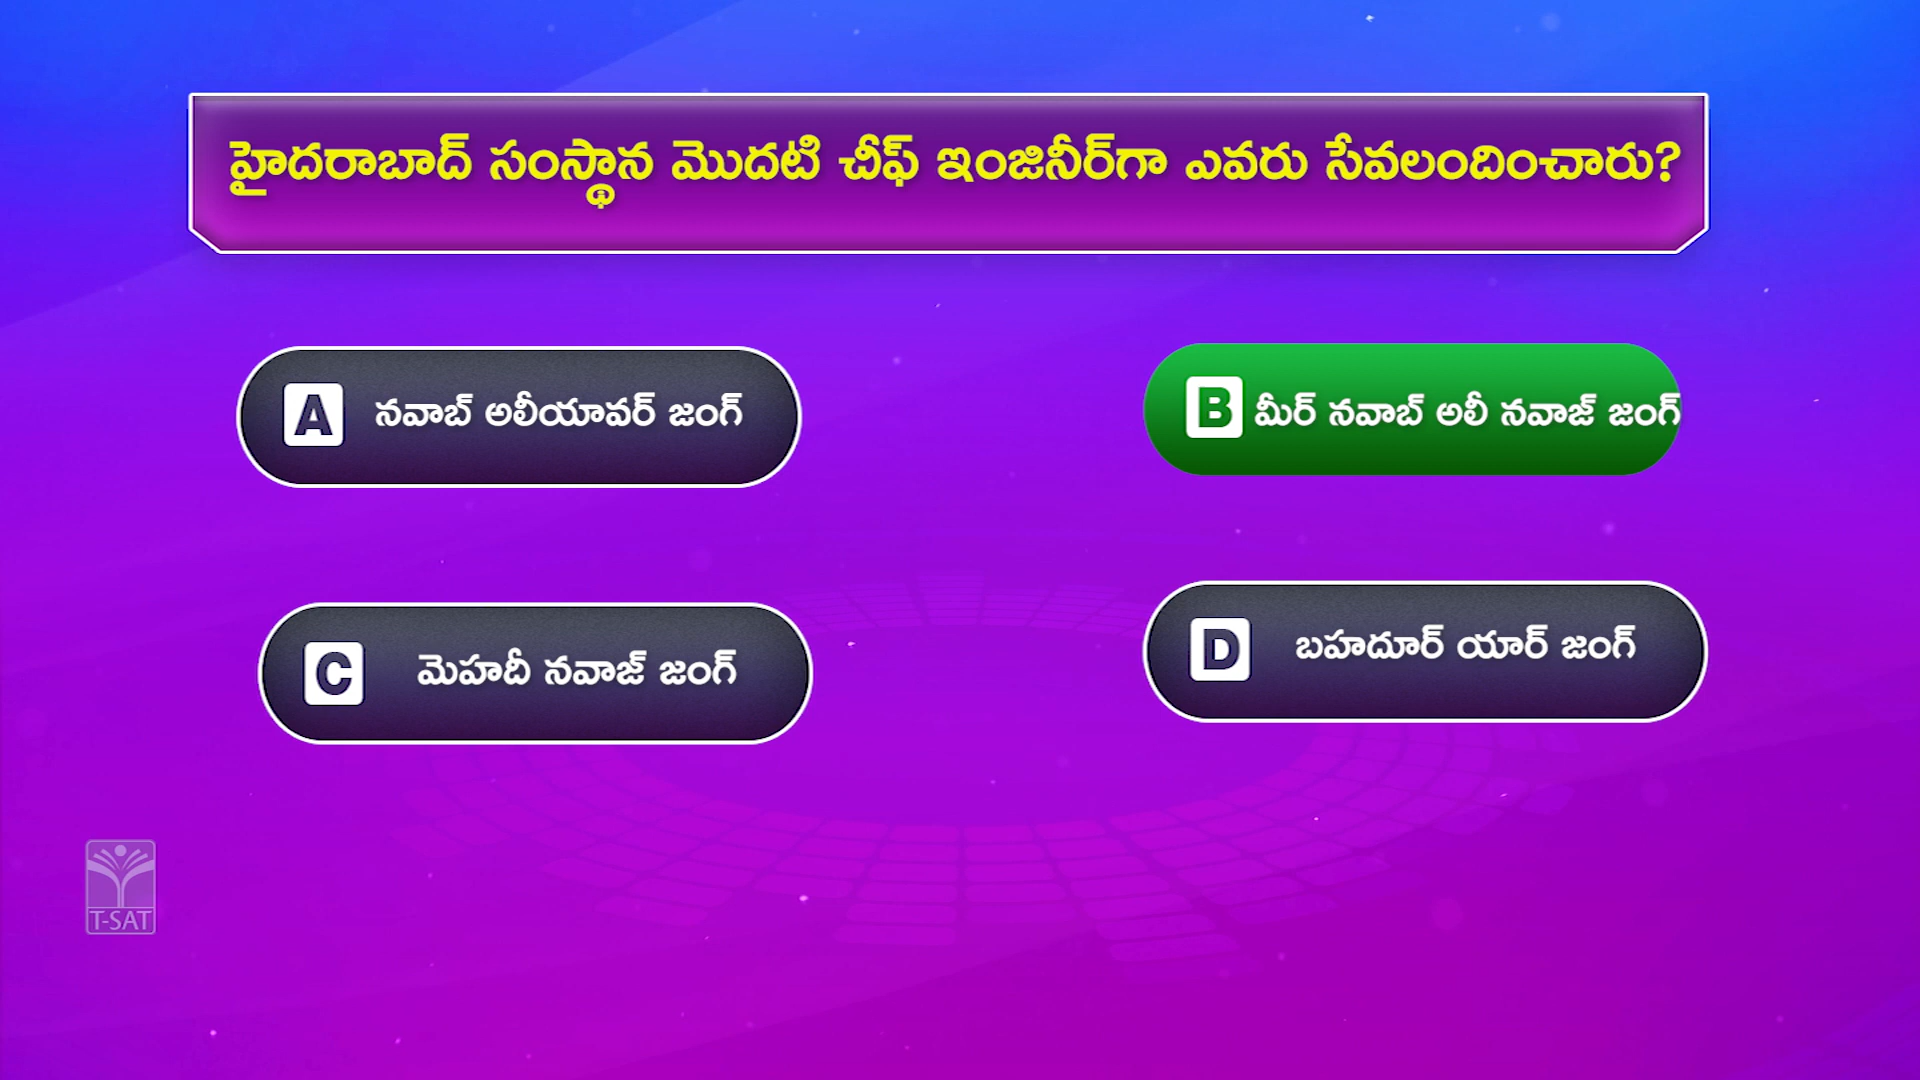 హైదరాబాద్ సంస్థాన మొదటి చీఫ్ ఇంజినీర్‌గా ఎవరు సేవలందించారు?
A నవాబ్ అలీయావర్ జంగ్
B మీర్ నవాబ్ అలీ నవాజ్ జంగ్
C మెహదీ నవాజ్ జంగ్
D బహదూర్ యార్ జంగ్
T-SAT